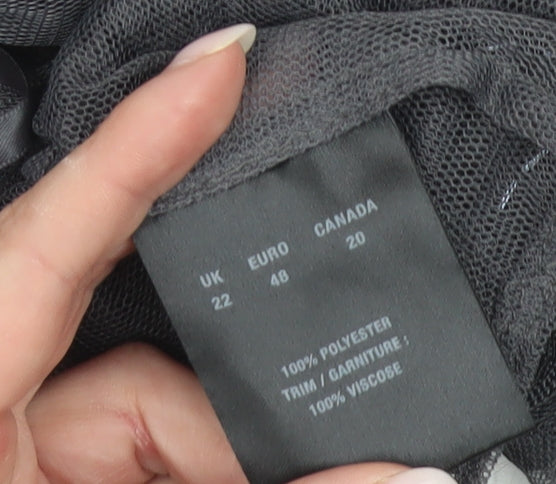 UK EURO CANADA
22 48 20
100% POLYESTER
TRIM / GARNITURE :
100% VISCOSE